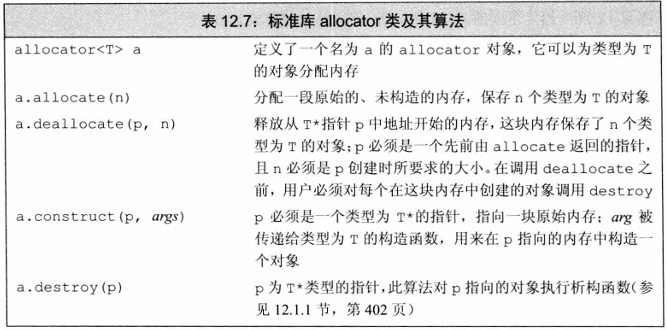 表 12.7：标准库 allocator 类及其算法
allocator<T> a 定义了一个名为 a 的 allocator 对象，它可以为类型为 T
的对象分配内存
a.allocate(n) 分配一段原始的、未构造的内存，保存 n 个类型为 T 的对象
a.deallocate(p, n) 释放从 T*指针 p 中地址开始的内存，这块内存保存了 n 个类
型为 T 的对象；p 必须是一个先前由 allocate 返回的指针，
且 n 必须是 p 创建时所要求的大小。在调用 deallocate 之
前，用户必须对每个在这块内存中创建的对象调用 destroy
a.construct(p, args) p 必须是一个类型为 T*的指针，指向一块原始内存；arg 被
传递给类型为 T 的构造函数，用来在 p 指向的内存中构造一
个对象
a.destroy(p) p 为 T*类型的指针，此算法对 p 指向的对象执行析构函数（参
见 12.1.1 节，第 402 页）